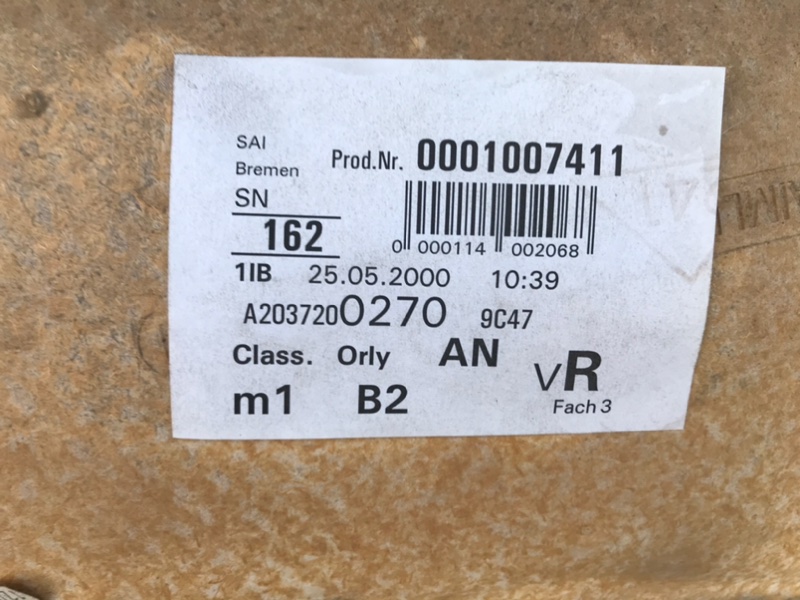 SAI
Bremen
Prod.Nr. 0001007411
SN
162
0 000114 002068
1IB 25.05.2000 10:39
A2037200270 9C47
Class. Orly AN
m1 B2 vR
Fach 3